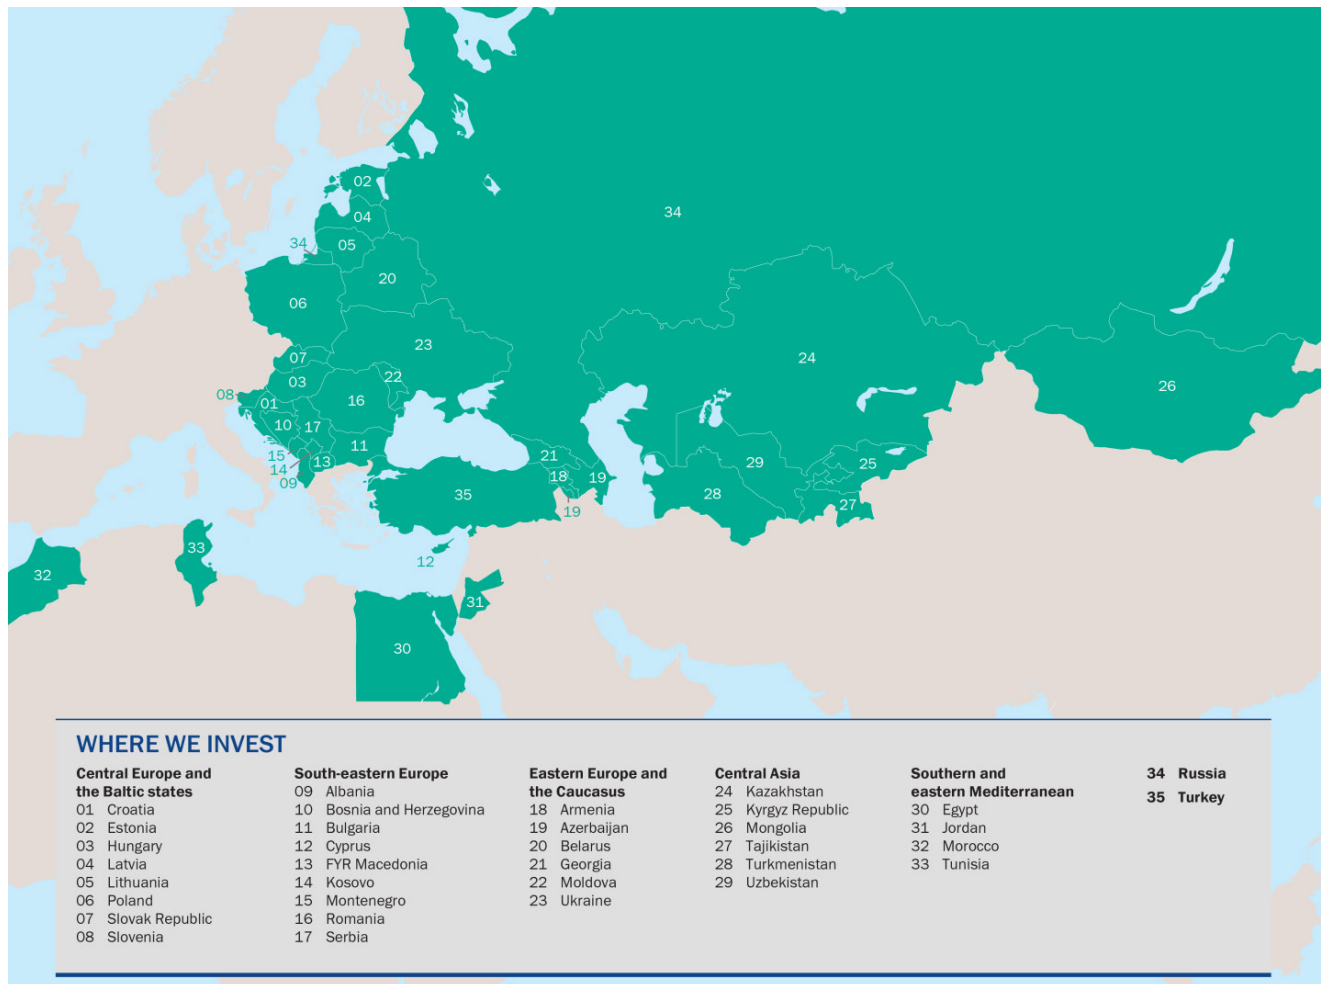 02
34
04
34
05
20
06
23
07
24
03
22
26
08
01
16
10
17
11
15
21
14
13
29
25
09
18
19
35
28
27
19
33
12
32
31
30
WHERE WE INVEST
Central Europe and
the Baltic states
01 Croatia
02 Estonia
03 Hungary
04 Latvia
05 Lithuania
06 Poland
07 Slovak Republic
08 Slovenia
South-eastern Europe
09 Albania
10 Bosnia and Herzegovina
11 Bulgaria
12 Cyprus
13 FYR Macedonia
14 Kosovo
15 Montenegro
16 Romania
17 Serbia
Eastern Europe and
the Caucasus
18 Armenia
19 Azerbaijan
20 Belarus
21 Georgia
22 Moldova
23 Ukraine
Central Asia
24 Kazakhstan
25 Kyrgyz Republic
26 Mongolia
27 Tajikistan
28 Turkmenistan
29 Uzbekistan
Southern and
eastern Mediterranean
30 Egypt
31 Jordan
32 Morocco
33 Tunisia
34 Russia
35 Turkey